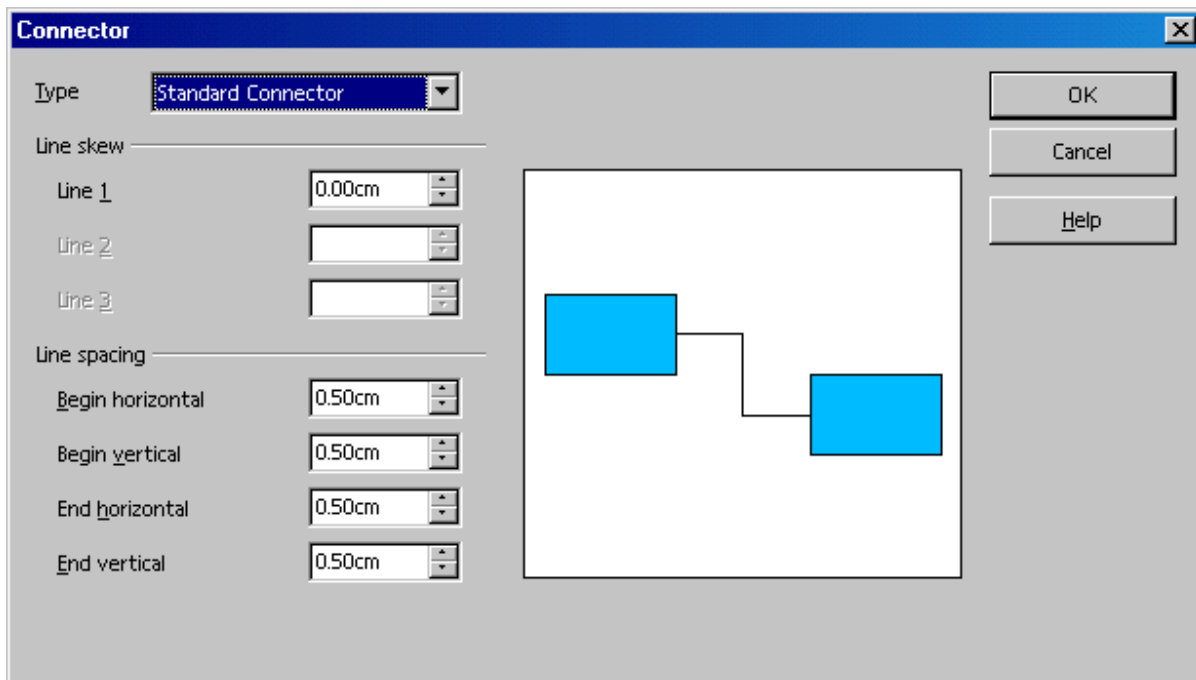 Connector
Type Standard Connector
OK
Cancel
Help
Line skew
Line 1 0.00cm
Line 2
Line 3
Line spacing
Begin horizontal 0.50cm
Begin vertical 0.50cm
End horizontal 0.50cm
End vertical 0.50cm